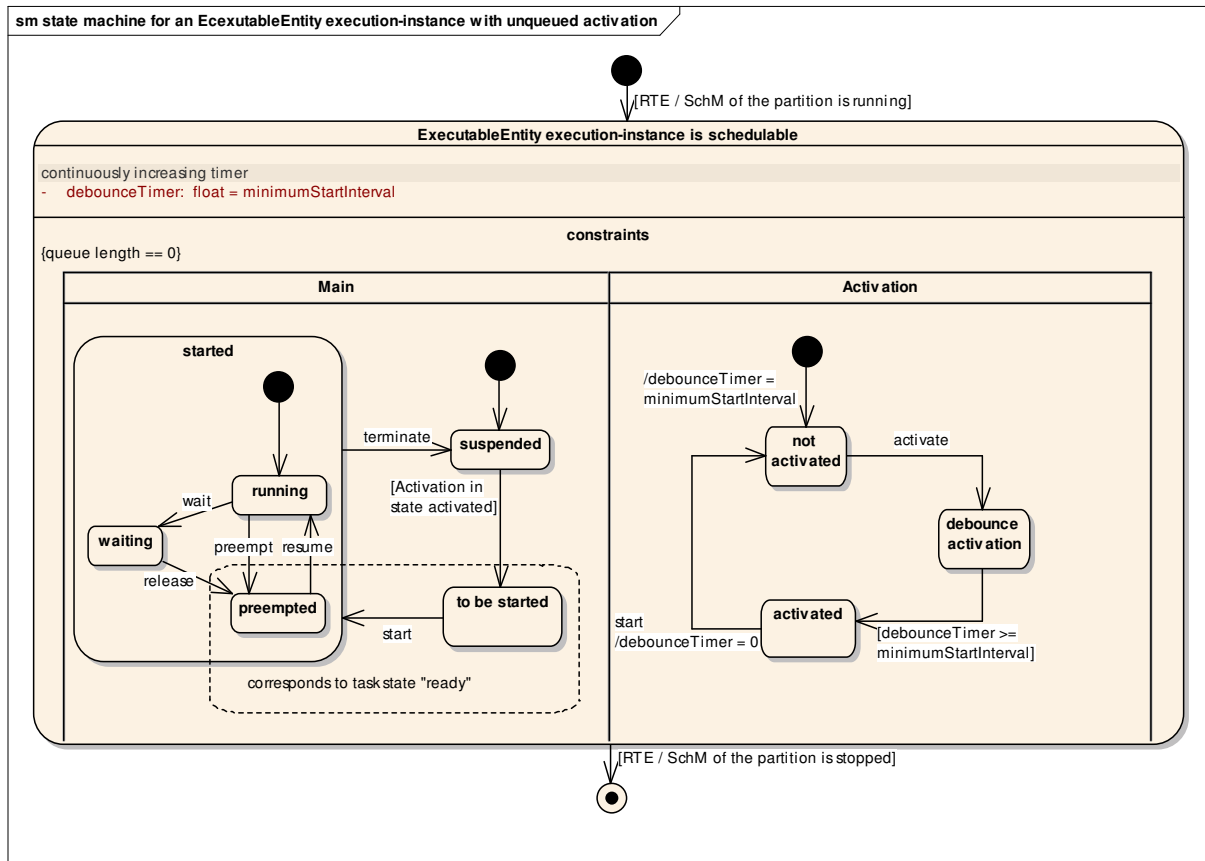 sm state machine for an EcexutableEntity execution-instance with unqueued activation
[RTE / SchM of the partition is running]
ExecutableEntity execution-instance is schedulable
continuously increasing timer
- debounceTimer: float = minimumStartInterval
constraints
{queue length == 0}
Main
Activation
started
running
wait
waiting
preempt
resume
release
preempted
terminate
suspended
[Activation in
state activated]
to be started
start
corresponds to task state "ready"
/debounceTimer =
minimumStartInterval
not
activated
activate
debounce
activation
activated
[debounceTimer >=
minimumStartInterval]
start
/debounceTimer = 0
[RTE / SchM of the partition is stopped]